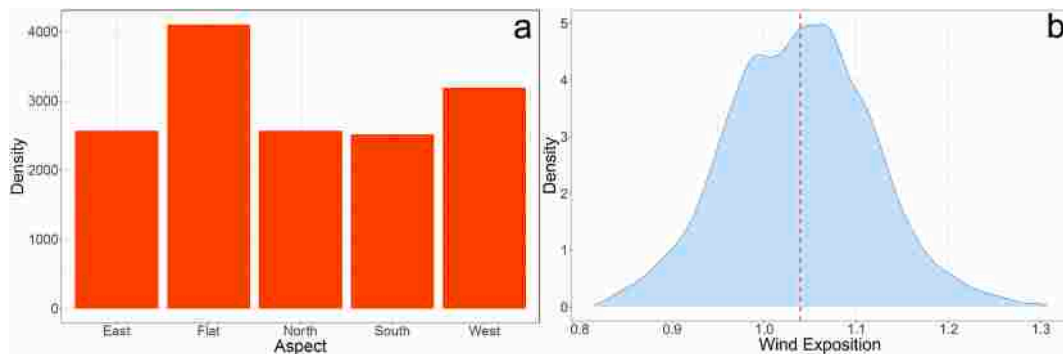 a
4000
3000
2000
1000
0
Density
East Flat North South West
Aspect
b
5
4
3
2
1
0
Density
0.8 0.9 1.0 1.1 1.2 1.3
Wind Exposition